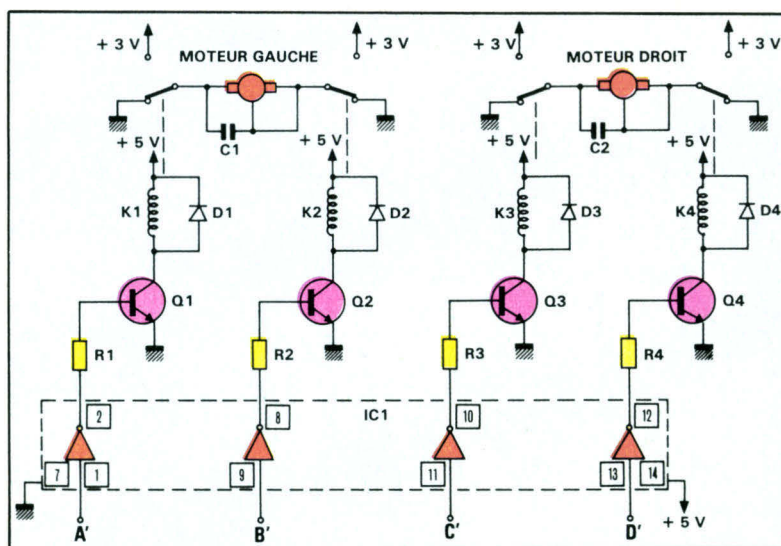 + 3 V MOTEUR GAUCHE + 3 V + 3 V MOTEUR DROIT + 3 V
C1 C2
+ 5 V + 5 V + 5 V + 5 V
K1 D1 K2 D2 K3 D3 K4 D4
Q1 Q2 Q3 Q4
R1 R2 R3 R4
2 8 IC1 10 12
7 1 9 11 13 14
A' B' C' D' + 5 V